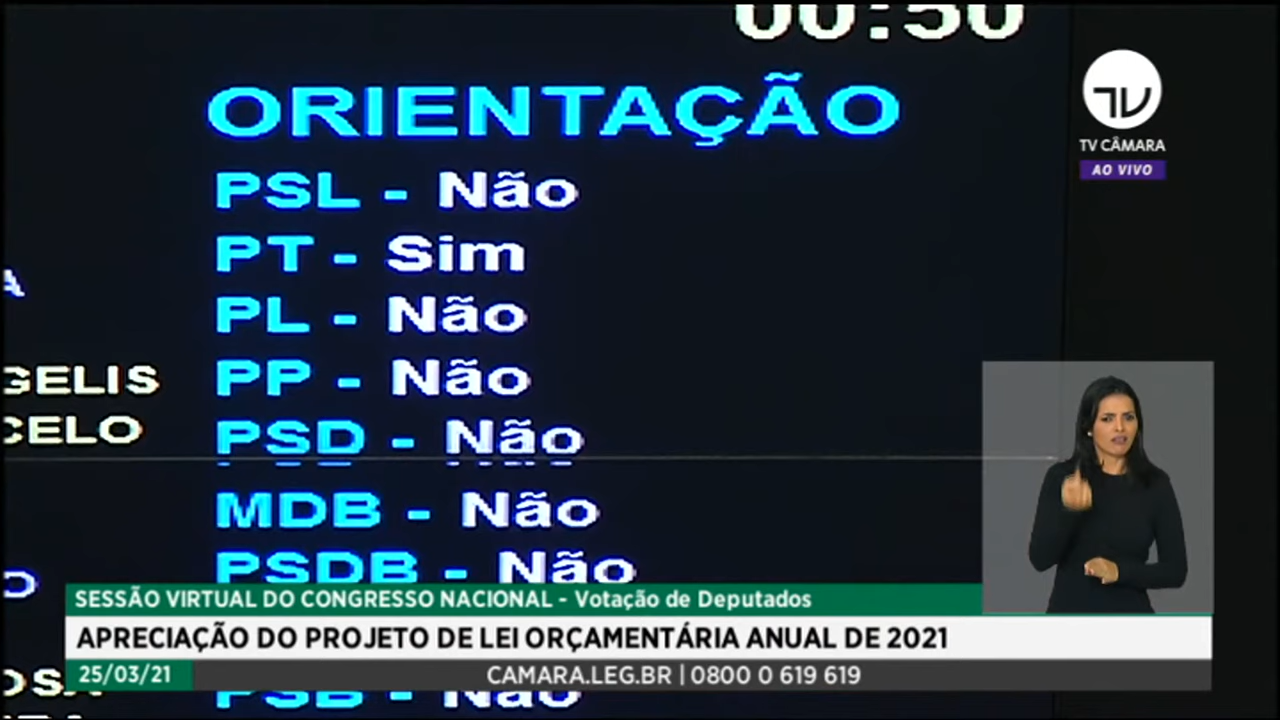 00:50
ORIENTAÇÃO
PSL - Não
PT - Sim
PL - Não
PP - Não
PSD - Não
MDB - Não
PSDB - Não
PSB - Não
GELIS
CELO
TV CÂMARA
AO VIVO
SESSÃO VIRTUAL DO CONGRESSO NACIONAL - Votação de Deputados
APRECIAÇÃO DO PROJETO DE LEI ORÇAMENTÁRIA ANUAL DE 2021
25/03/21
CAMARA.LEG.BR | 0800 0 619 619